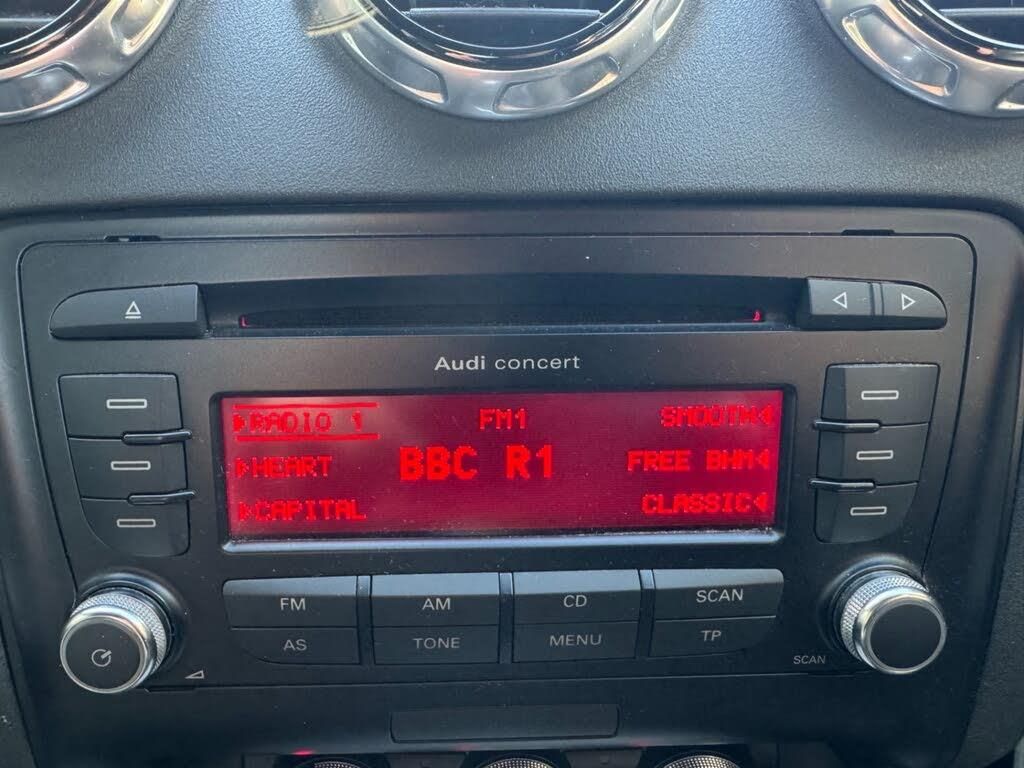 Audi concert
RADIO 1 FM1 SMOOTH
HEART BBC R1 FREE BHM
CAPITAL CLASSIC
FM AM CD SCAN
AS TONE MENU TP
SCAN